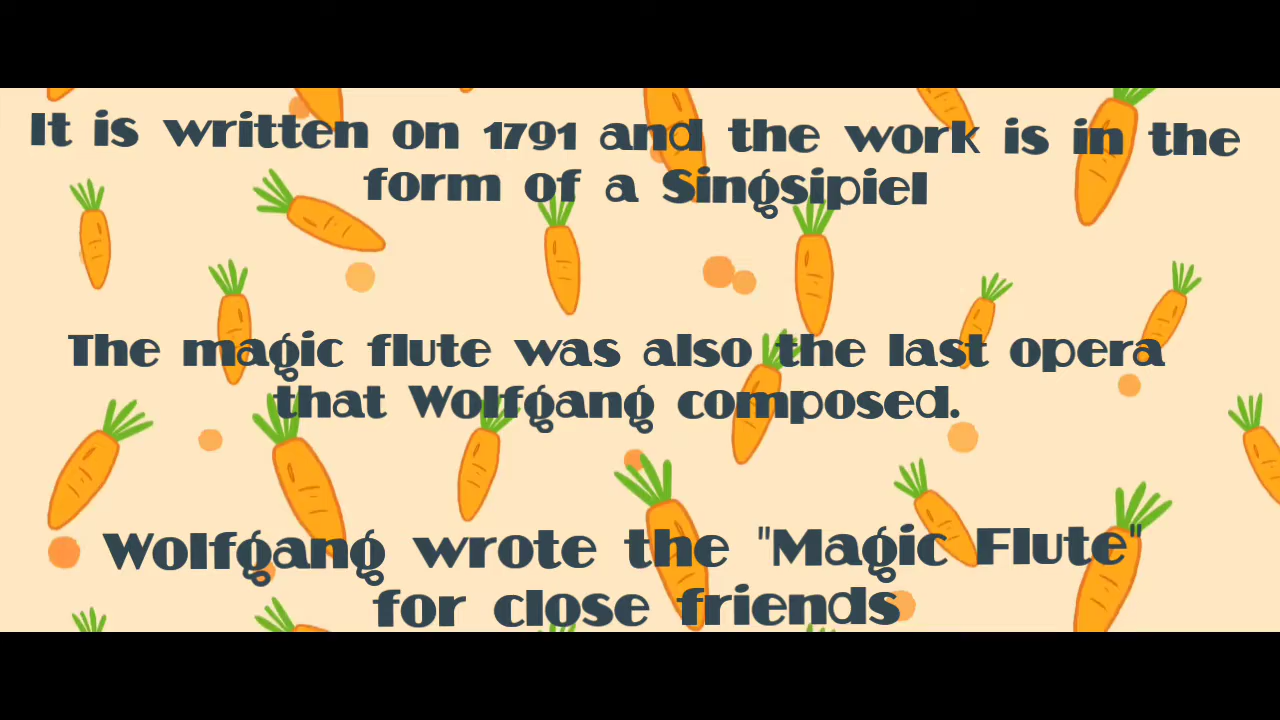 It is written on 1791 and the work is in the
form of a Singsipiel
The magic flute was also the last opera
that Wolfgang composed.
Wolfgang wrote the "Magic Flute"
for close friends